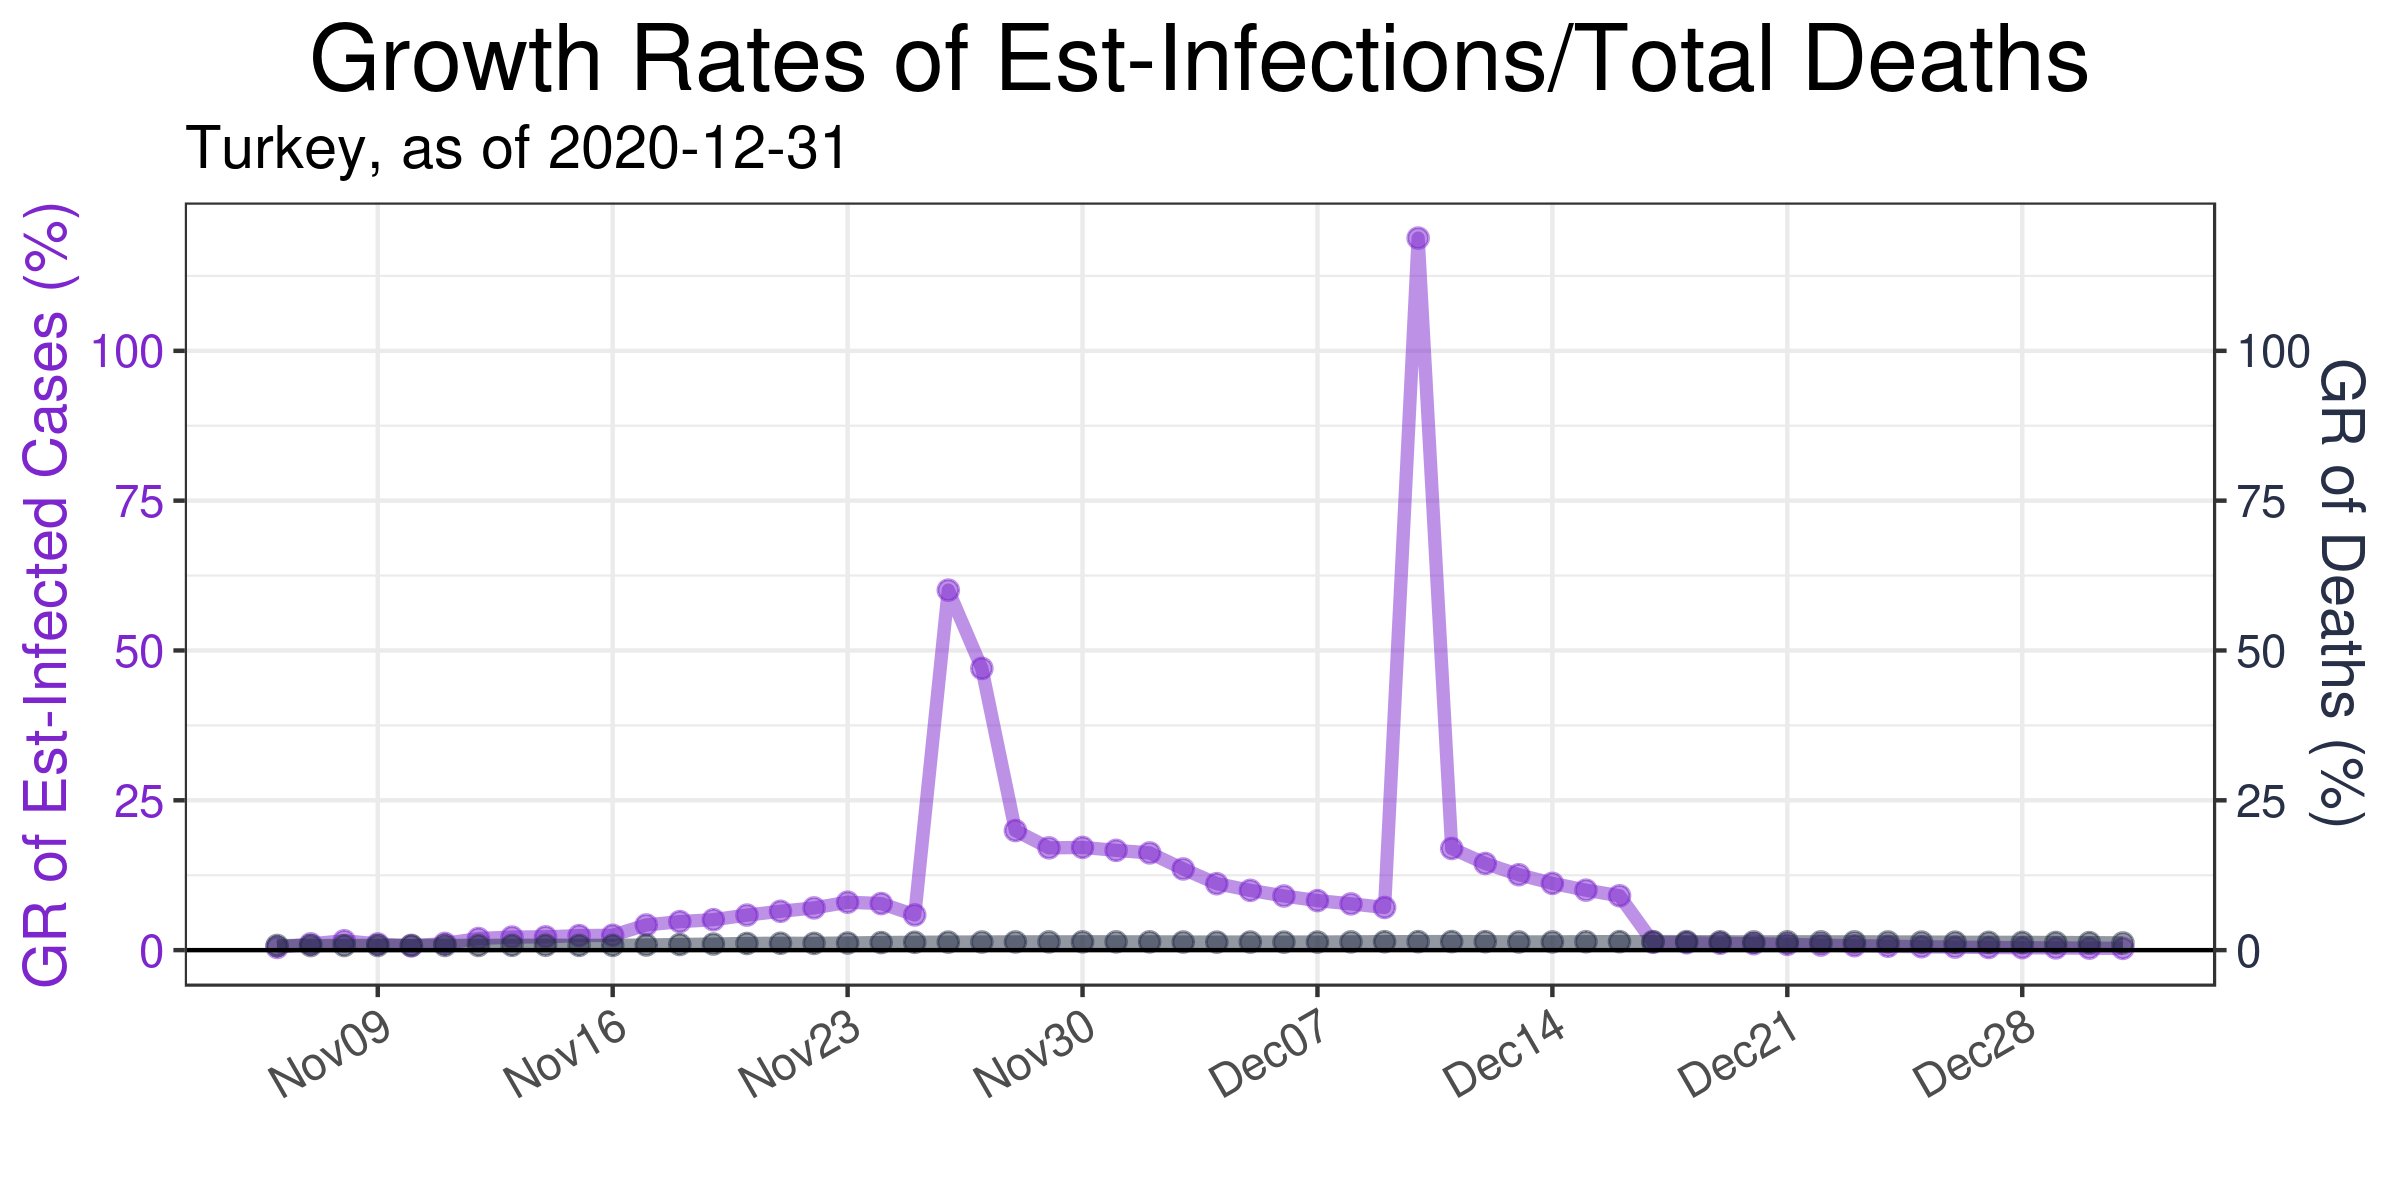 Growth Rates of Est-Infections/Total Deaths
Turkey, as of 2020-12-31
GR of Est-Infected Cases (%)
100
75
50
25
0
100
75
50
25
0
GR of Deaths (%)
Nov09
Nov16
Nov23
Nov30
Dec07
Dec14
Dec21
Dec28